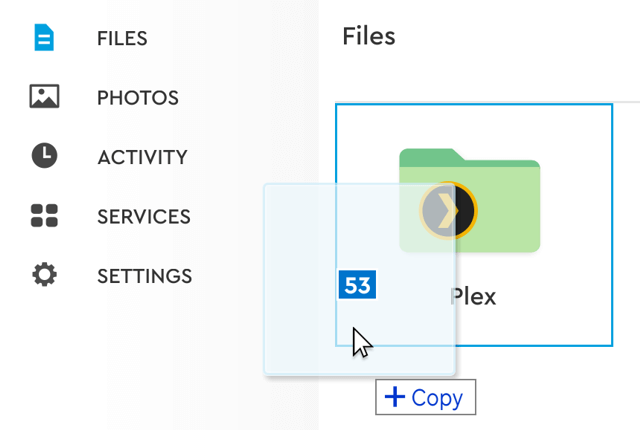 FILES
PHOTOS
ACTIVITY
SERVICES
SETTINGS
Files
53
Plex
+ Copy